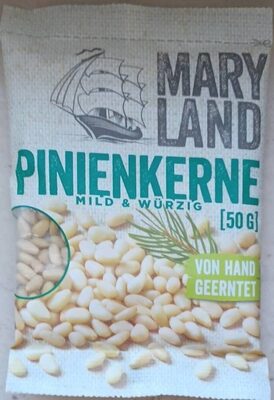 MARY
LAND
PINIENKERNE
MILD & WÜRZIG
[50 G]
VON HAND
GEERNTET